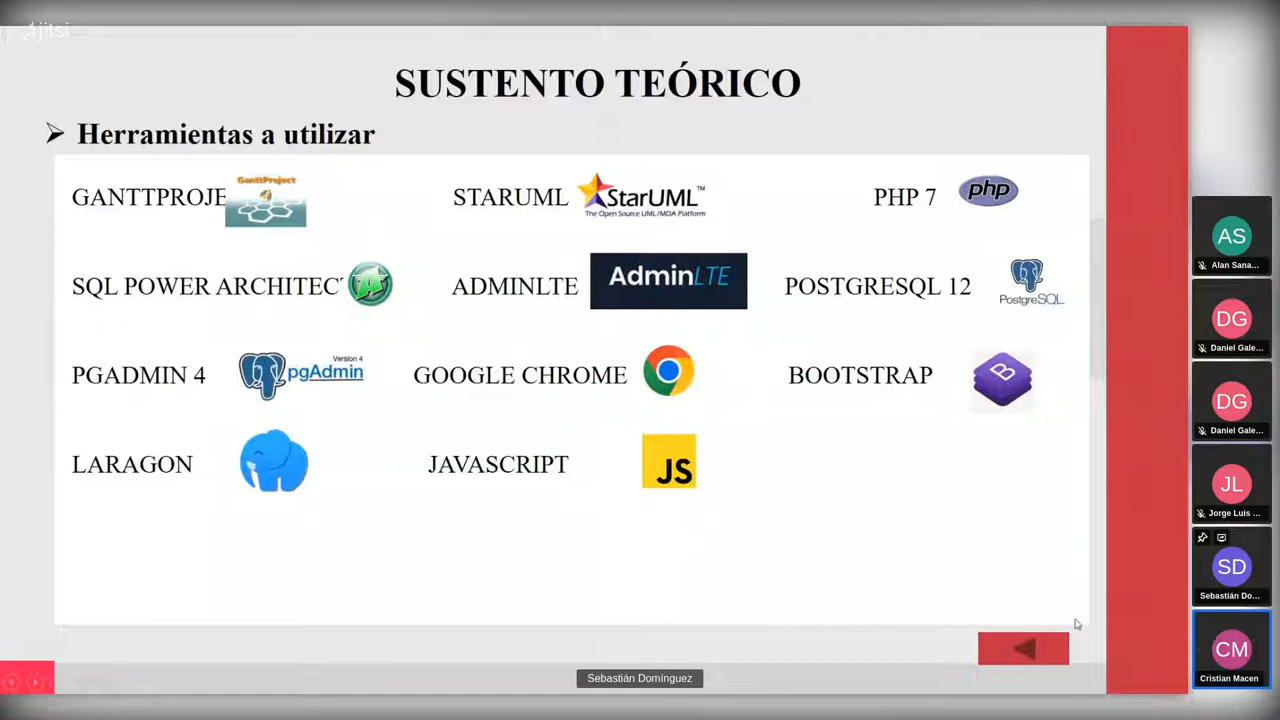 jitsi
SUSTENTO TEÓRICO
➢ Herramientas a utilizar
GANTTPROJE
GanttProject
STARUML
StarUML™
The Open Source UML/MDA Platform
PHP 7
php
SQL POWER ARCHITEC
ADMINLTE
AdminLTE
POSTGRESQL 12
PostgreSQL
PGADMIN 4
Version 4
pgAdmin
GOOGLE CHROME
BOOTSTRAP
B
LARAGON
JAVASCRIPT
JS
Sebastián Domínguez
AS
Alan Sana...
DG
Daniel Gale...
DG
Daniel Gale...
JL
Jorge Luis ...
SD
Sebastián Do...
CM
Cristian Macen